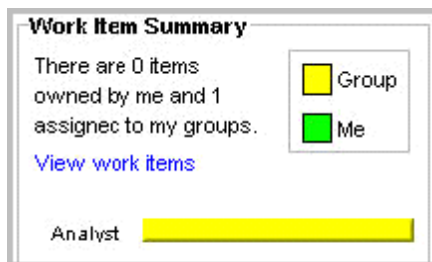 Work Item Summary
There are 0 items
owned by me and 1
assignec to my groups.
View work items
Group
Me
Analyst